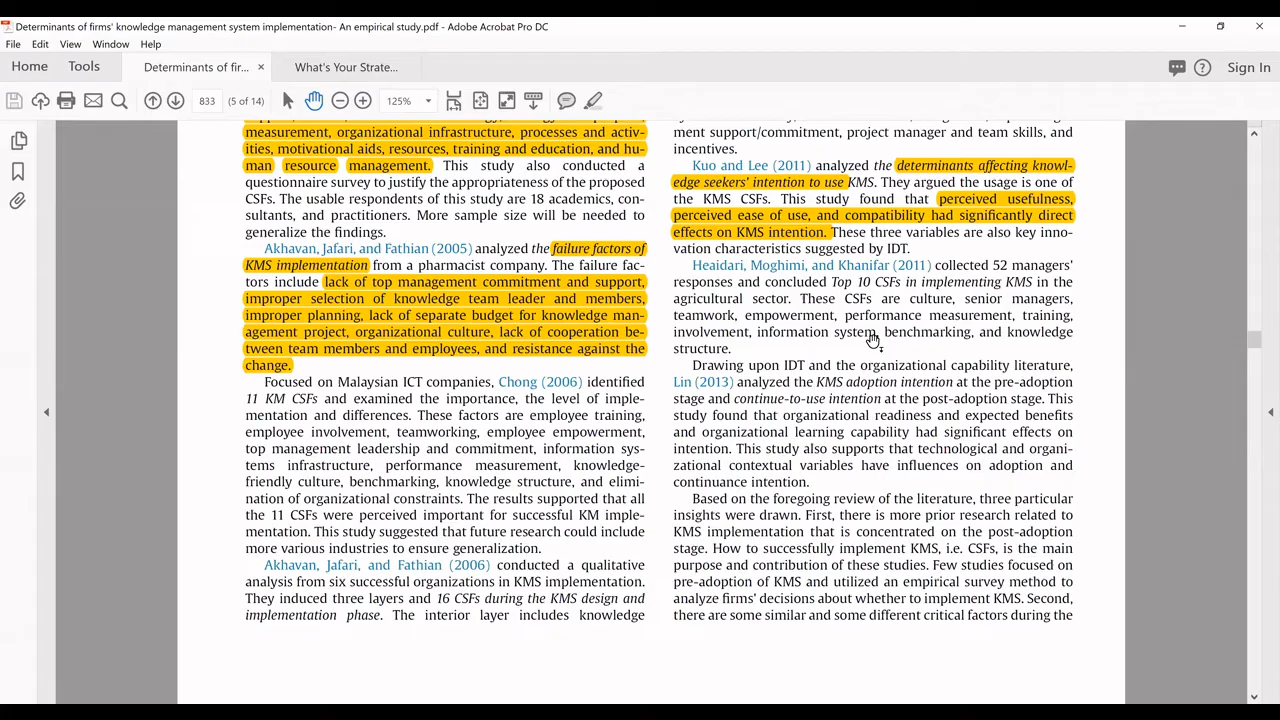 Determinants of firms' knowledge management system implementation- An empirical study.pdf - Adobe Acrobat Pro DC
File Edit View Window Help
Home Tools Determinants of fir... × What's Your Strate... Sign In
833 (5 of 14) 125%
measurement, organizational infrastructure, processes and activ-
ities, motivational aids, resources, training and education, and hu-
man resource management. This study also conducted a
questionnaire survey to justify the appropriateness of the proposed
CSFs. The usable respondents of this study are 18 academics, con-
sultants, and practitioners. More sample size will be needed to
generalize the findings.
Akhavan, Jafari, and Fathian (2005) analyzed the failure factors of
KMS implementation from a pharmacist company. The failure fac-
tors include lack of top management commitment and support,
improper selection of knowledge team leader and members,
improper planning, lack of separate budget for knowledge man-
agement project, organizational culture, lack of cooperation be-
tween team members and employees, and resistance against the
change.
Focused on Malaysian ICT companies, Chong (2006) identified
11 KM CSFs and examined the importance, the level of imple-
mentation and differences. These factors are employee training,
employee involvement, teamworking, employee empowerment,
top management leadership and commitment, information sys-
tems infrastructure, performance measurement, knowledge-
friendly culture, benchmarking, knowledge structure, and elimi-
nation of organizational constraints. The results supported that all
the 11 CSFs were perceived important for successful KM imple-
mentation. This study suggested that future research could include
more various industries to ensure generalization.
Akhavan, Jafari, and Fathian (2006) conducted a qualitative
analysis from six successful organizations in KMS implementation.
They induced three layers and 16 CSFs during the KMS design and
implementation phase. The interior layer includes knowledge
ment support/commitment, project manager and team skills, and
incentives.
Kuo and Lee (2011) analyzed the determinants affecting knowl-
edge seekers' intention to use KMS. They argued the usage is one of
the KMS CSFs. This study found that perceived usefulness,
perceived ease of use, and compatibility had significantly direct
effects on KMS intention. These three variables are also key inno-
vation characteristics suggested by IDT.
Heaidari, Moghimi, and Khanifar (2011) collected 52 managers'
responses and concluded Top 10 CSFs in implementing KMS in the
agricultural sector. These CSFs are culture, senior managers,
teamwork, empowerment, performance measurement, training,
involvement, information system, benchmarking, and knowledge
structure.
Drawing upon IDT and the organizational capability literature,
Lin (2013) analyzed the KMS adoption intention at the pre-adoption
stage and continue-to-use intention at the post-adoption stage. This
study found that organizational readiness and expected benefits
and organizational learning capability had significant effects on
intention. This study also supports that technological and organi-
zational contextual variables have influences on adoption and
continuance intention.
Based on the foregoing review of the literature, three particular
insights were drawn. First, there is more prior research related to
KMS implementation that is concentrated on the post-adoption
stage. How to successfully implement KMS, i.e. CSFs, is the main
purpose and contribution of these studies. Few studies focused on
pre-adoption of KMS and utilized an empirical survey method to
analyze firms' decisions about whether to implement KMS. Second,
there are some similar and some different critical factors during the